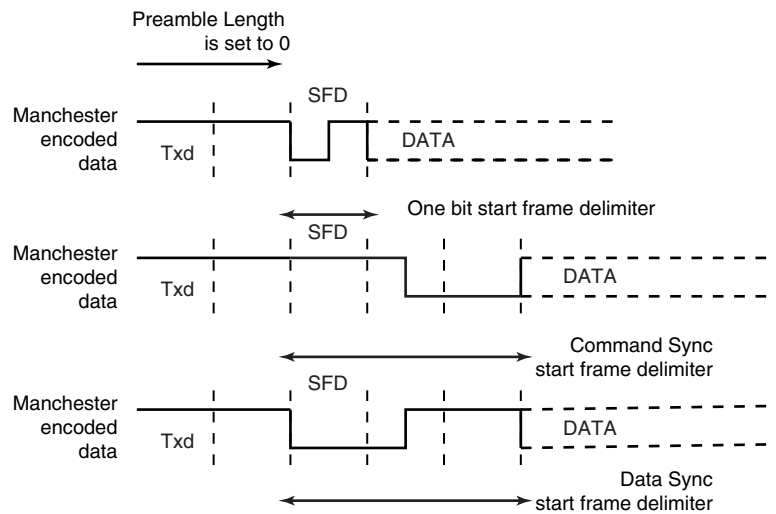 Preamble Length
is set to 0
SFD
Manchester
encoded
data
Txd
DATA
One bit start frame delimiter
SFD
Manchester
encoded
data
Txd
DATA
Command Sync
start frame delimiter
SFD
Manchester
encoded
data
Txd
DATA
Data Sync
start frame delimiter